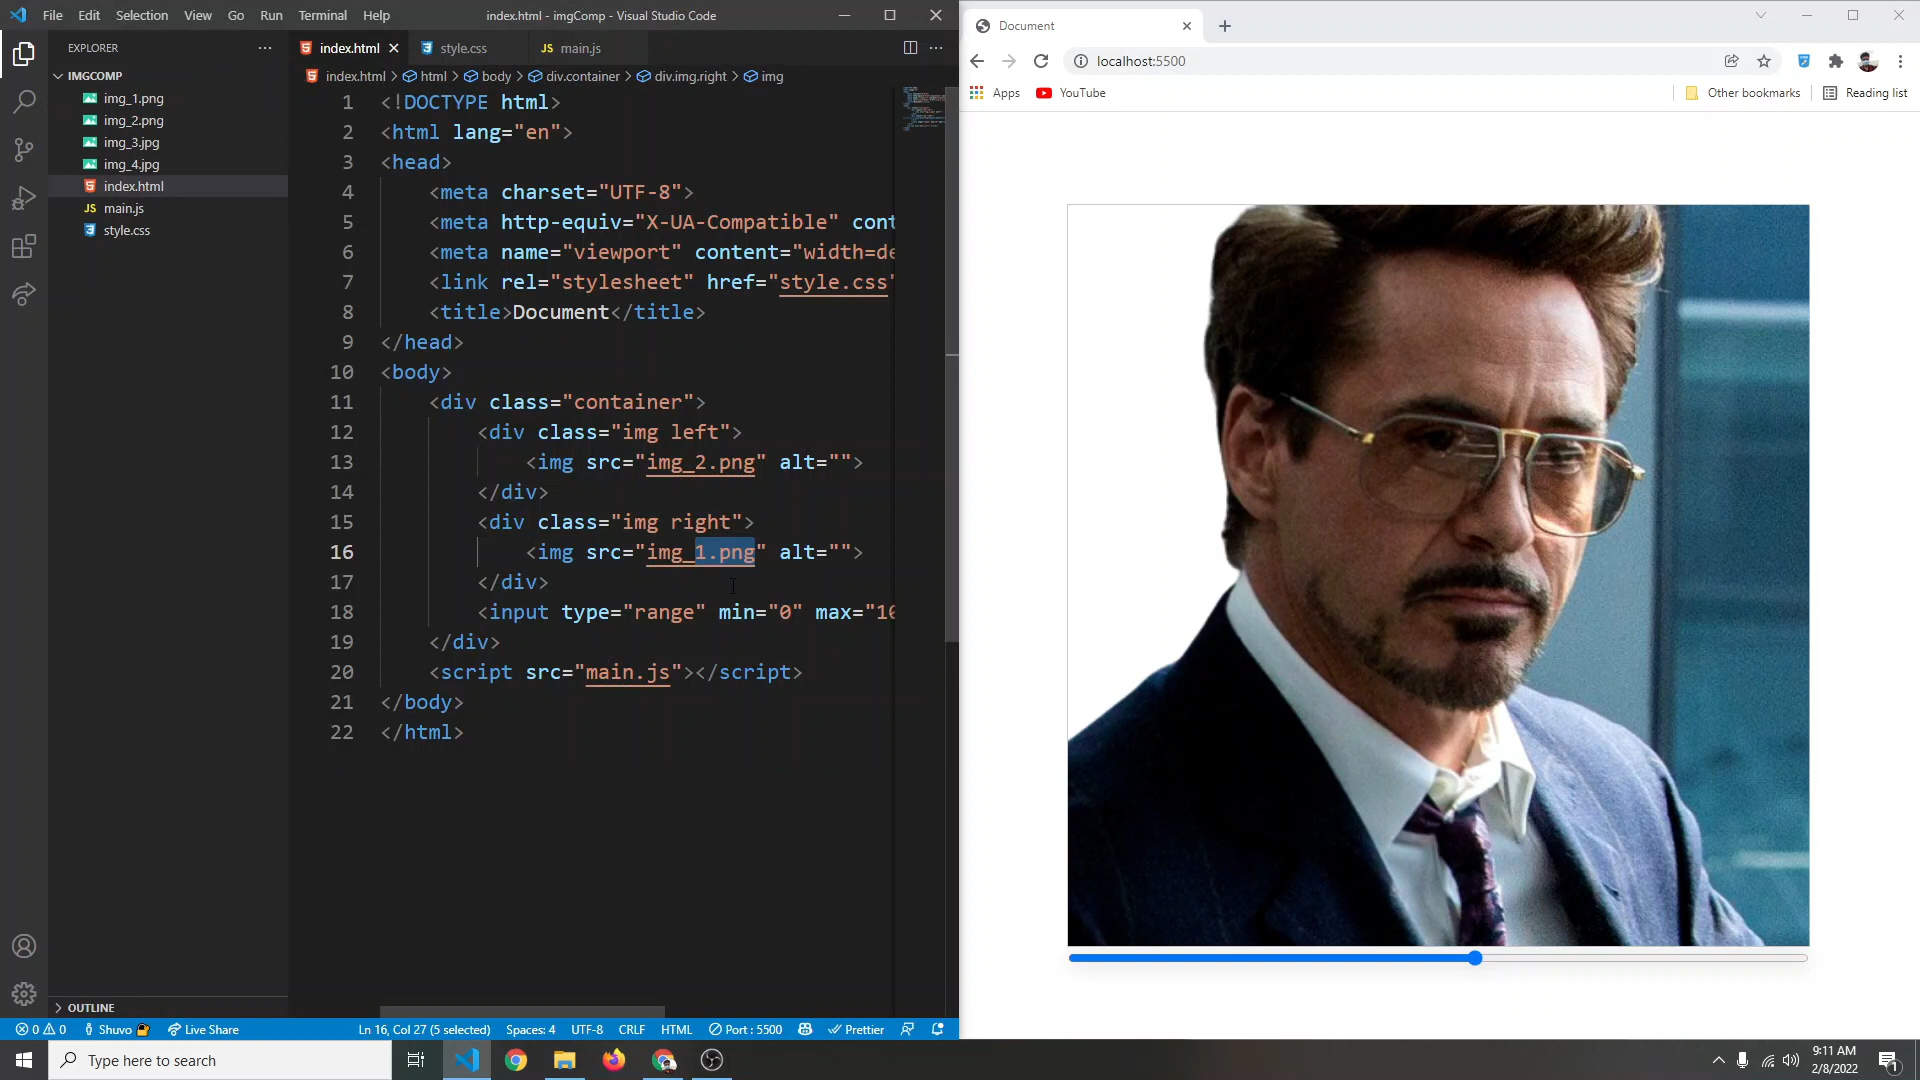 File Edit Selection View Go Run Terminal Help
index.html - imgComp - Visual Studio Code
EXPLORER
IMGCOMP
img_1.png
img_2.png
img_3.jpg
img_4.jpg
JS
index.html
main.js
style.css
OUTLINE
index.html style.css JS main.js
index.html > html > body > div.container > div.img.right > img
1 <!DOCTYPE html>
2 <html lang="en">
3 <head>
4 <meta charset="UTF-8">
5 <meta http-equiv="X-UA-Compatible" cont
6 <meta name="viewport" content="width=de
7 <link rel="stylesheet" href="style.css"
8 <title>Document</title>
9 </head>
10 <body>
11 <div class="container">
12 <div class="img left">
13 <img src="img_2.png" alt="">
14 </div>
15 <div class="img right">
16 <img src="img_1.png" alt="">
17 </div>
18 <input type="range" min="0" max="10
19 </div>
20 <script src="main.js"></script>
21 </body>
22 </html>
0 0 Shuvo Live Share Ln 16, Col 27 (5 selected) Spaces: 4 UTF-8 CRLF HTML Port : 5500 Prettier
Document
localhost:5500
Apps YouTube Other bookmarks Reading list
Type here to search
9:11 AM
2/8/2022
1